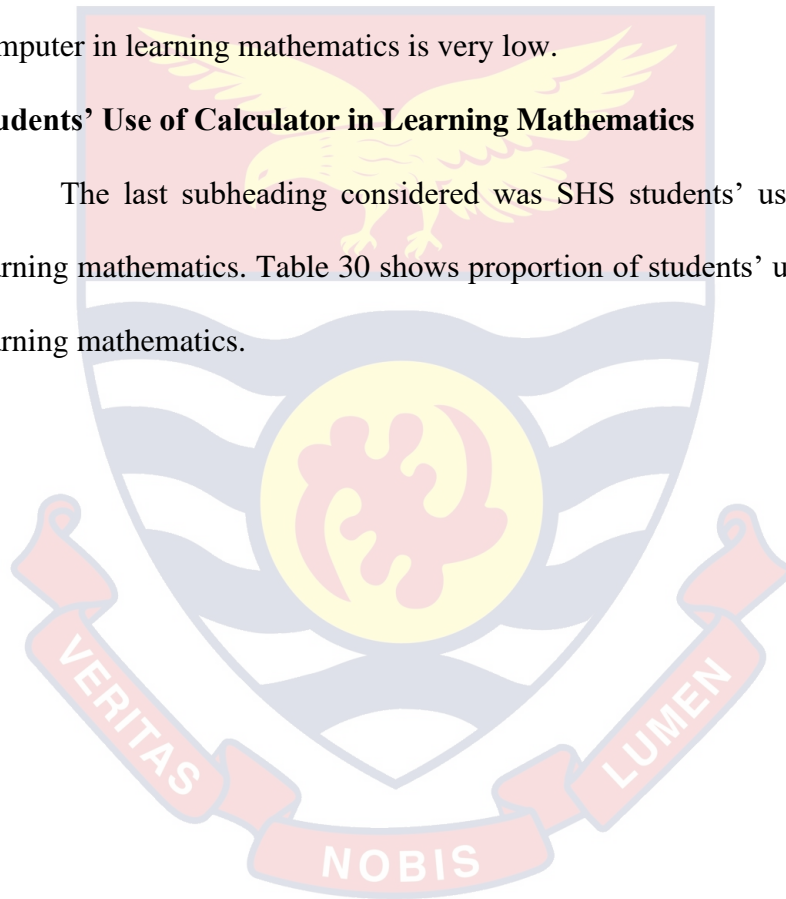 mputer in learning mathematics is very low.
udents’ Use of Calculator in Learning Mathematics
The last subheading considered was SHS students’ us
rning mathematics. Table 30 shows proportion of students’ u
rning mathematics.
VERITAS
NOBIS
LUMEN